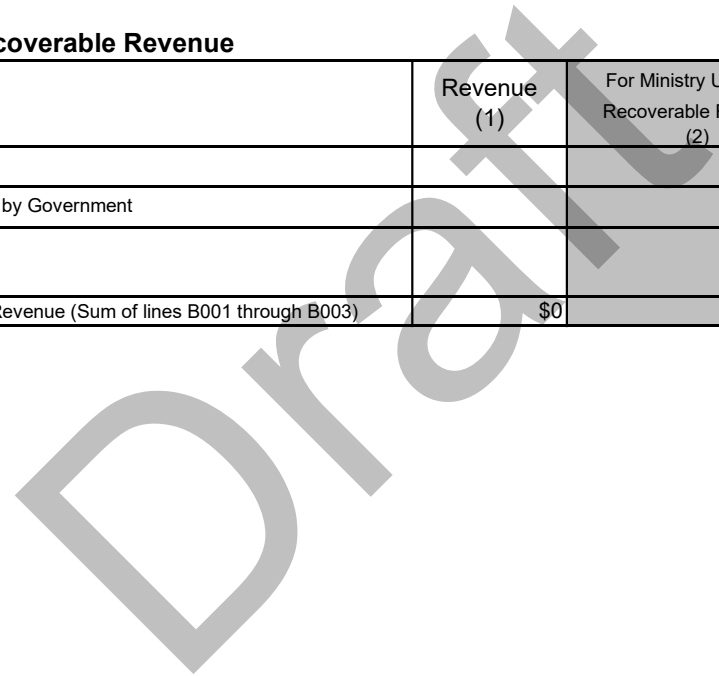 coverable Revenue
Revenue
(1)
For Ministry U
Recoverable
(2)
by Government
Revenue (Sum of lines B001 through B003)
$0
Draft